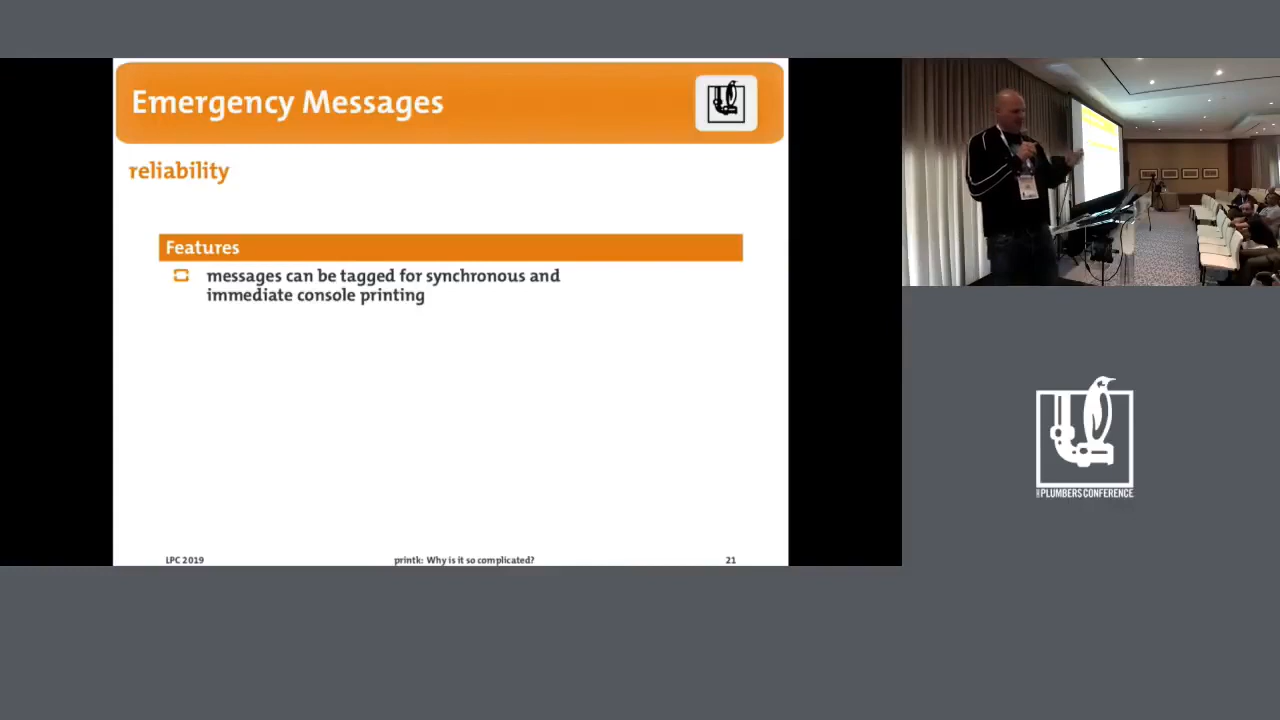 Emergency Messages
reliability
Features
messages can be tagged for synchronous and
immediate console printing
LPC 2019
printk: Why is it so complicated?
21
PLUMBERS CONFERENCE